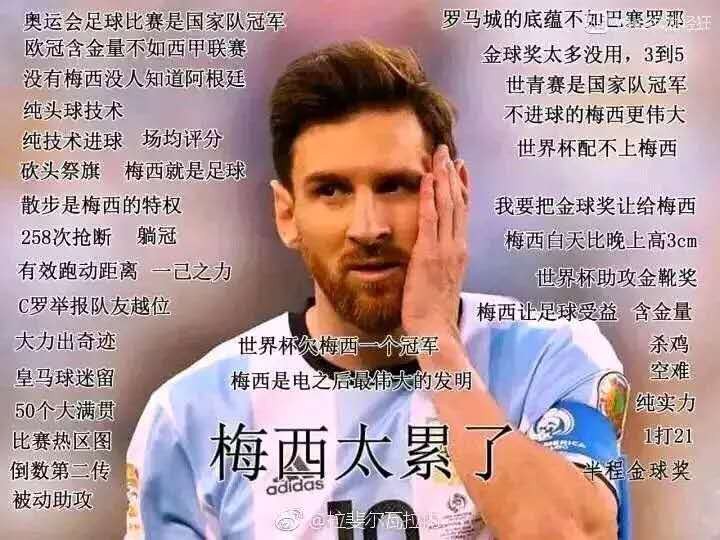 奥运会足球比赛是国家队冠军
欧冠含金量不如西甲联赛
没有梅西没人知道阿根廷
纯头球技术
纯技术进球 场均评分
砍头祭旗 梅西就是足球
散步是梅西的特权
258次抢断 躺冠
有效跑动距离 一己之力
C罗举报队友越位
大力出奇迹
皇马球迷留
50个大满贯
比赛热区图
倒数第二传
被动助攻
罗马城的底蕴不如巴塞罗那
金球奖太多没用，3到5
世青赛是国家队冠军
不进球的梅西更伟大
世界杯配不上梅西
我要把金球奖让给梅西
梅西白天比晚上高3cm
世界杯助攻金靴奖
梅西让足球受益 含金量
杀鸡
空难
纯实力
1打21
半程金球奖
世界杯欠梅西一个冠军
梅西是电之后最伟大的发明
梅西太累了
adidas
10